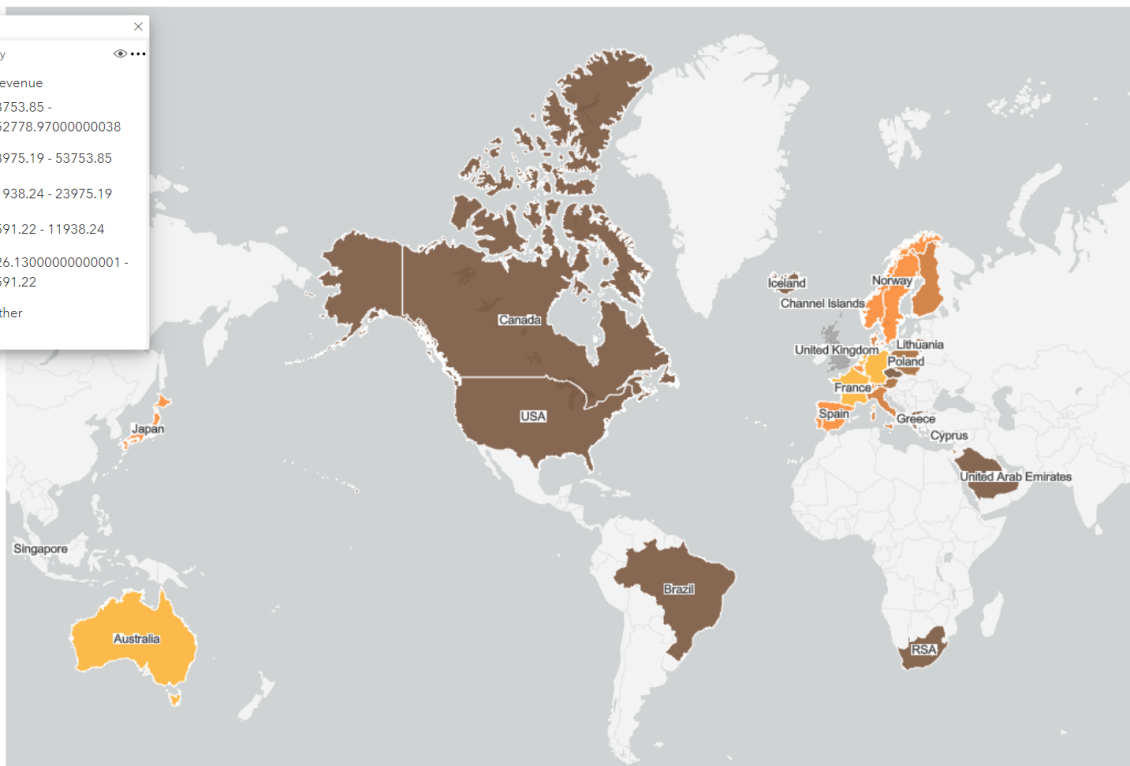 y
evenue
3753.85 -
52778.97000000038
3975.19 - 53753.85
938.24 - 23975.19
591.22 - 11938.24
26.13000000000001 -
591.22
ther
Iceland
Norway
Channel Islands
Canada
United Kingdom
Lithuania
Poland
France
USA
Spain
Greece
Japan
Cyprus
United Arab Emirates
Singapore
Brazil
Australia
RSA